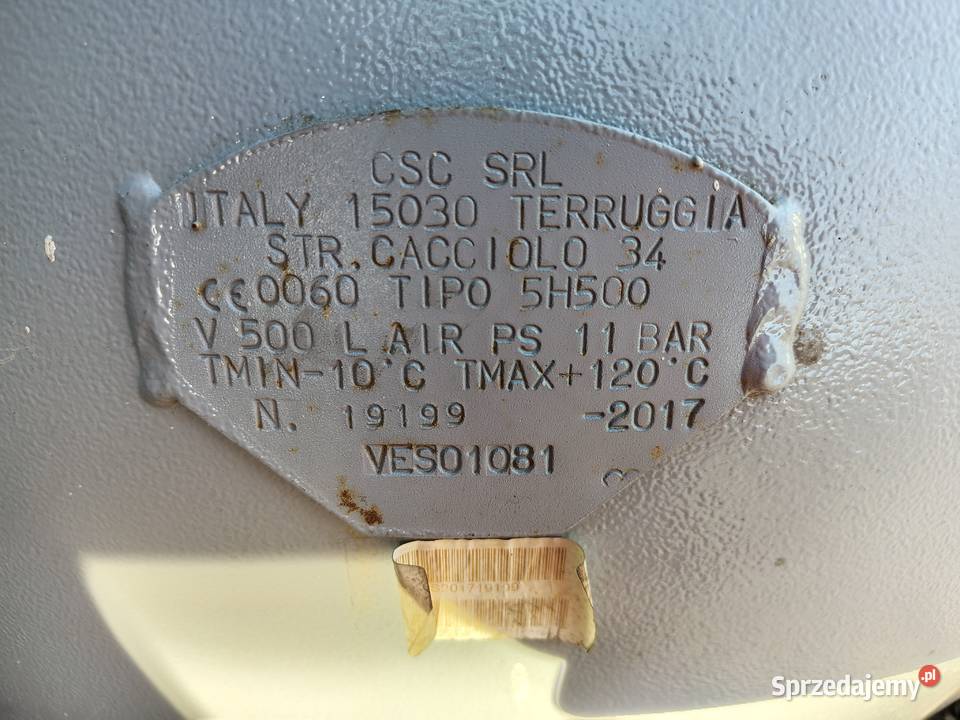 CSC SRL
ITALY 15030 TERRUGGIA
STR.CACCIOLO 34
CE 0060 TIPO 5H500
V 500 L AIR PS 11 BAR
TMIN-10°C TMAX+120°C
N. 19199 -2017
VES01081
Sprzedajemy.pl